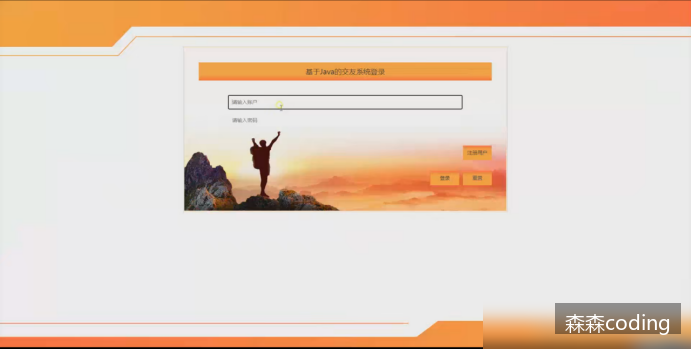 基于Java的交友系统登录
请输入账户
请输入密码
注册用户
登录
重置
森森coding